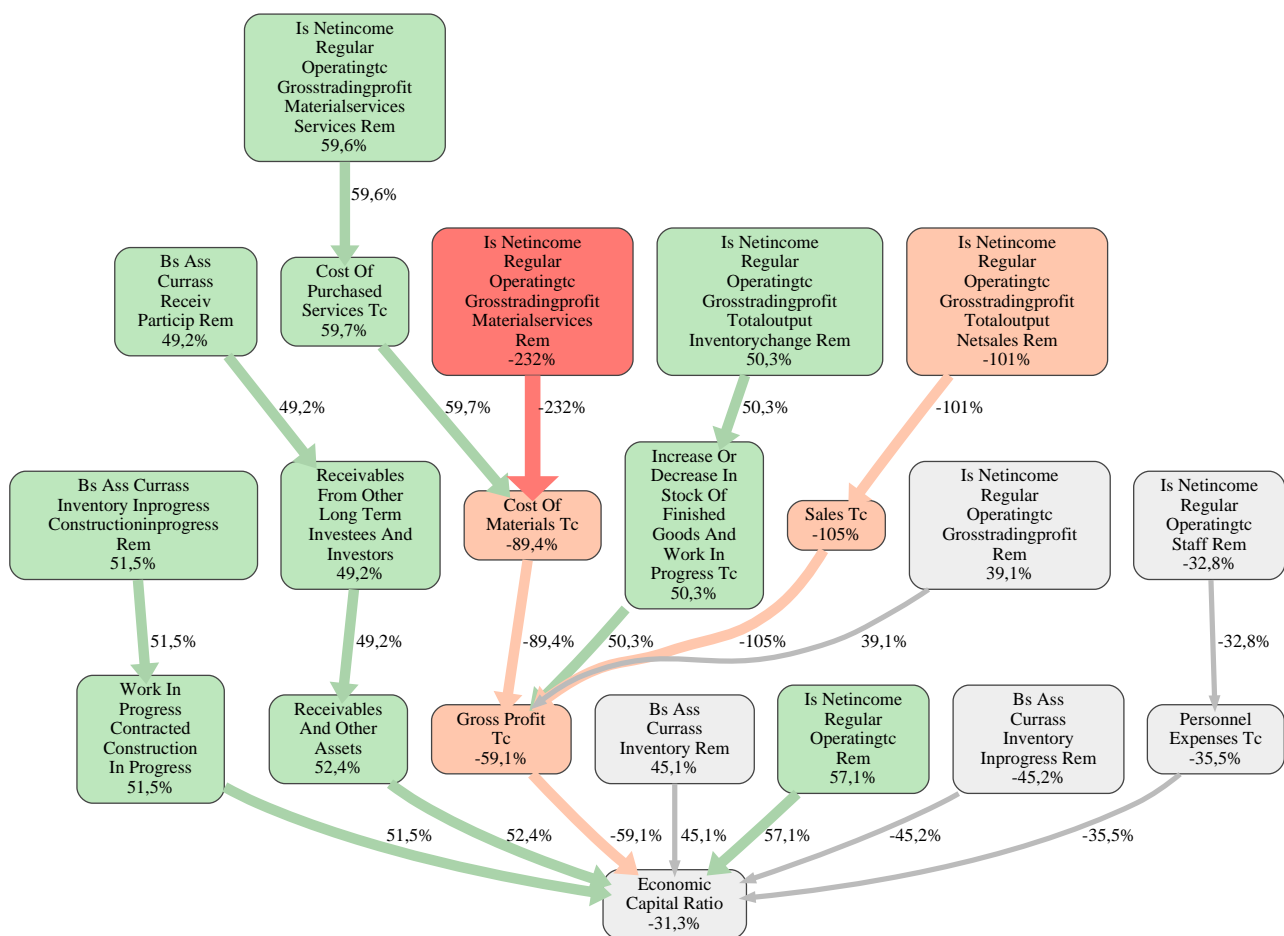 Is Netincome
Regular
Operatingtc
Grosstradingprofit
Materialservices
Services Rem
59,6%
59,6%
Bs Ass
Currass
Receiv
Particip Rem
49,2%
Cost Of
Purchased
Services Tc
59,7%
Is Netincome
Regular
Operatingtc
Grosstradingprofit
Materialservices
Rem
-232%
Is Netincome
Regular
Operatingtc
Grosstradingprofit
Totaloutput
Inventorychange Rem
50,3%
Is Netincome
Regular
Operatingtc
Grosstradingprofit
Totaloutput
Netsales Rem
-101%
49,2%
59,7%
-232%
50,3%
-101%
Bs Ass Currass
Inventory Inprogress
Constructioninprogress
Rem
51,5%
Receivables
From Other
Long Term
Investees And
Investors
49,2%
Cost Of
Materials Tc
-89,4%
Increase Or
Decrease In
Stock Of
Finished
Goods And
Work In
Progress Tc
50,3%
Sales Tc
-105%
Is Netincome
Regular
Operatingtc
Grosstradingprofit
Rem
39,1%
Is Netincome
Regular
Operatingtc
Staff Rem
-32,8%
51,5%
49,2%
-89,4%
50,3%
-105%
39,1%
-32,8%
Work In
Progress
Contracted
Construction
In Progress
51,5%
Receivables
And Other
Assets
52,4%
Gross Profit
Tc
-59,1%
Bs Ass
Currass
Inventory Rem
45,1%
Is Netincome
Regular
Operatingtc
Rem
57,1%
Bs Ass
Currass
Inventory
Inprogress Rem
-45,2%
Personnel
Expenses Tc
-35,5%
51,5%
52,4%
-59,1%
45,1%
57,1%
-45,2%
-35,5%
Economic
Capital Ratio
-31,3%